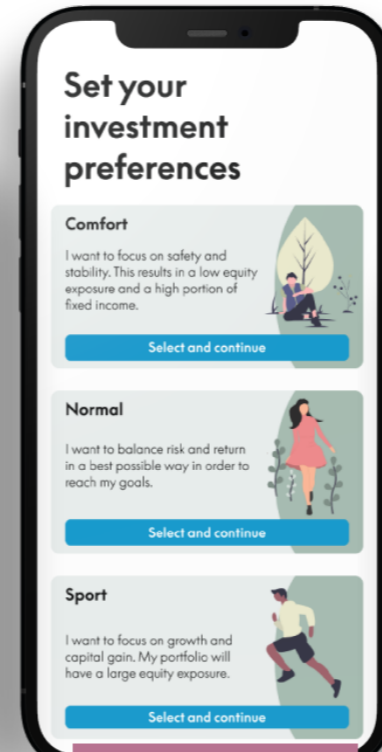 Set your
investment
preferences
Comfort
I want to focus on safety and
stability. This results in a low equity
exposure and a high portion of
fixed income.
Select and continue
Normal
I want to balance risk and return
in a best possible way in order to
reach my goals.
Select and continue
Sport
I want to focus on growth and
capital gain. My portfolio will
have a large equity exposure.
Select and continue